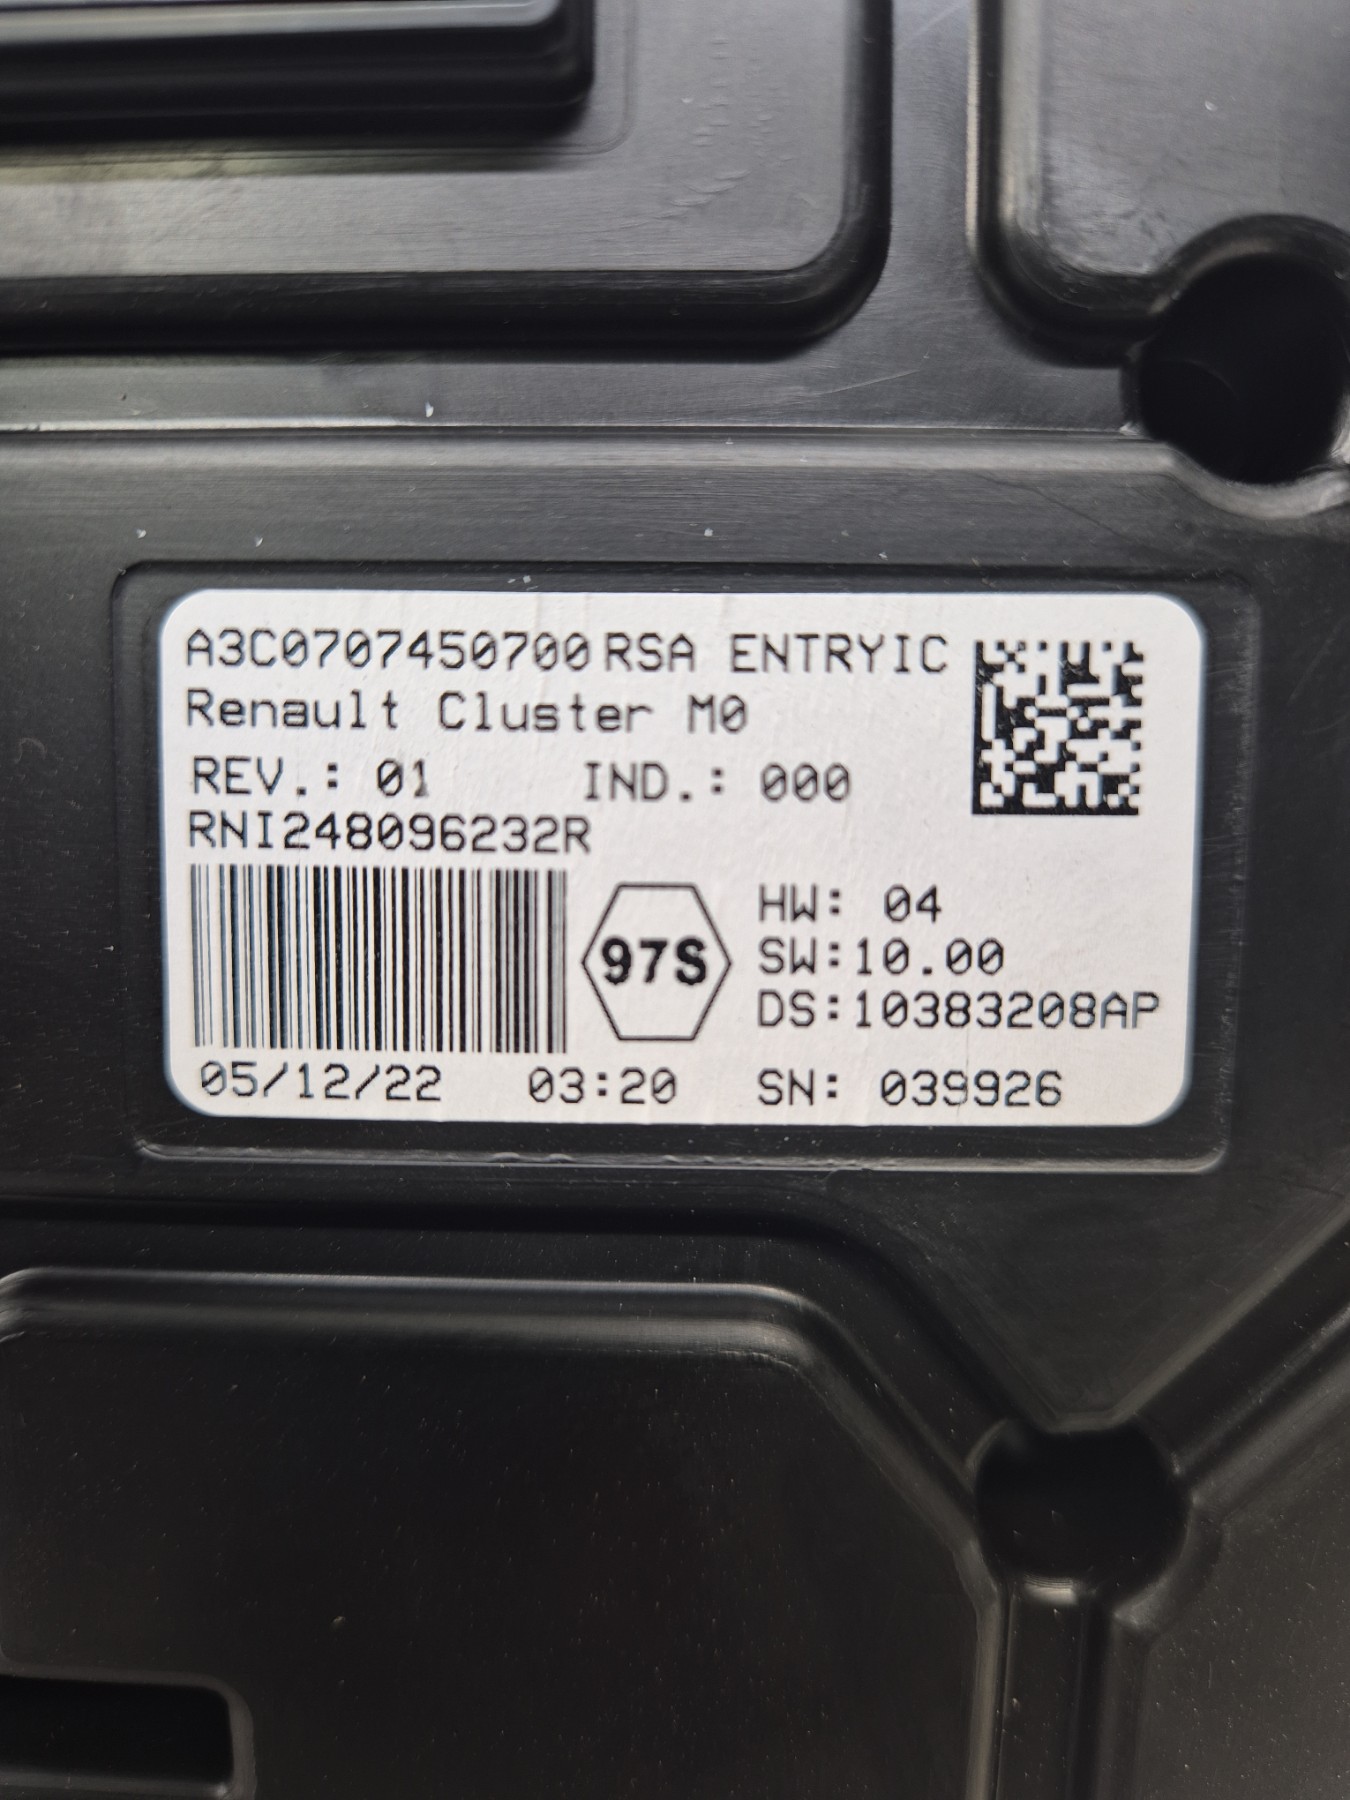 A3C0707450700 RSA ENTRYIC
Renault Cluster M0
REV.: 01 IND.: 000
RNI248096232R
97S
HW: 04
SW:10.00
DS:10383208AP
05/12/22 03:20 SN: 039926